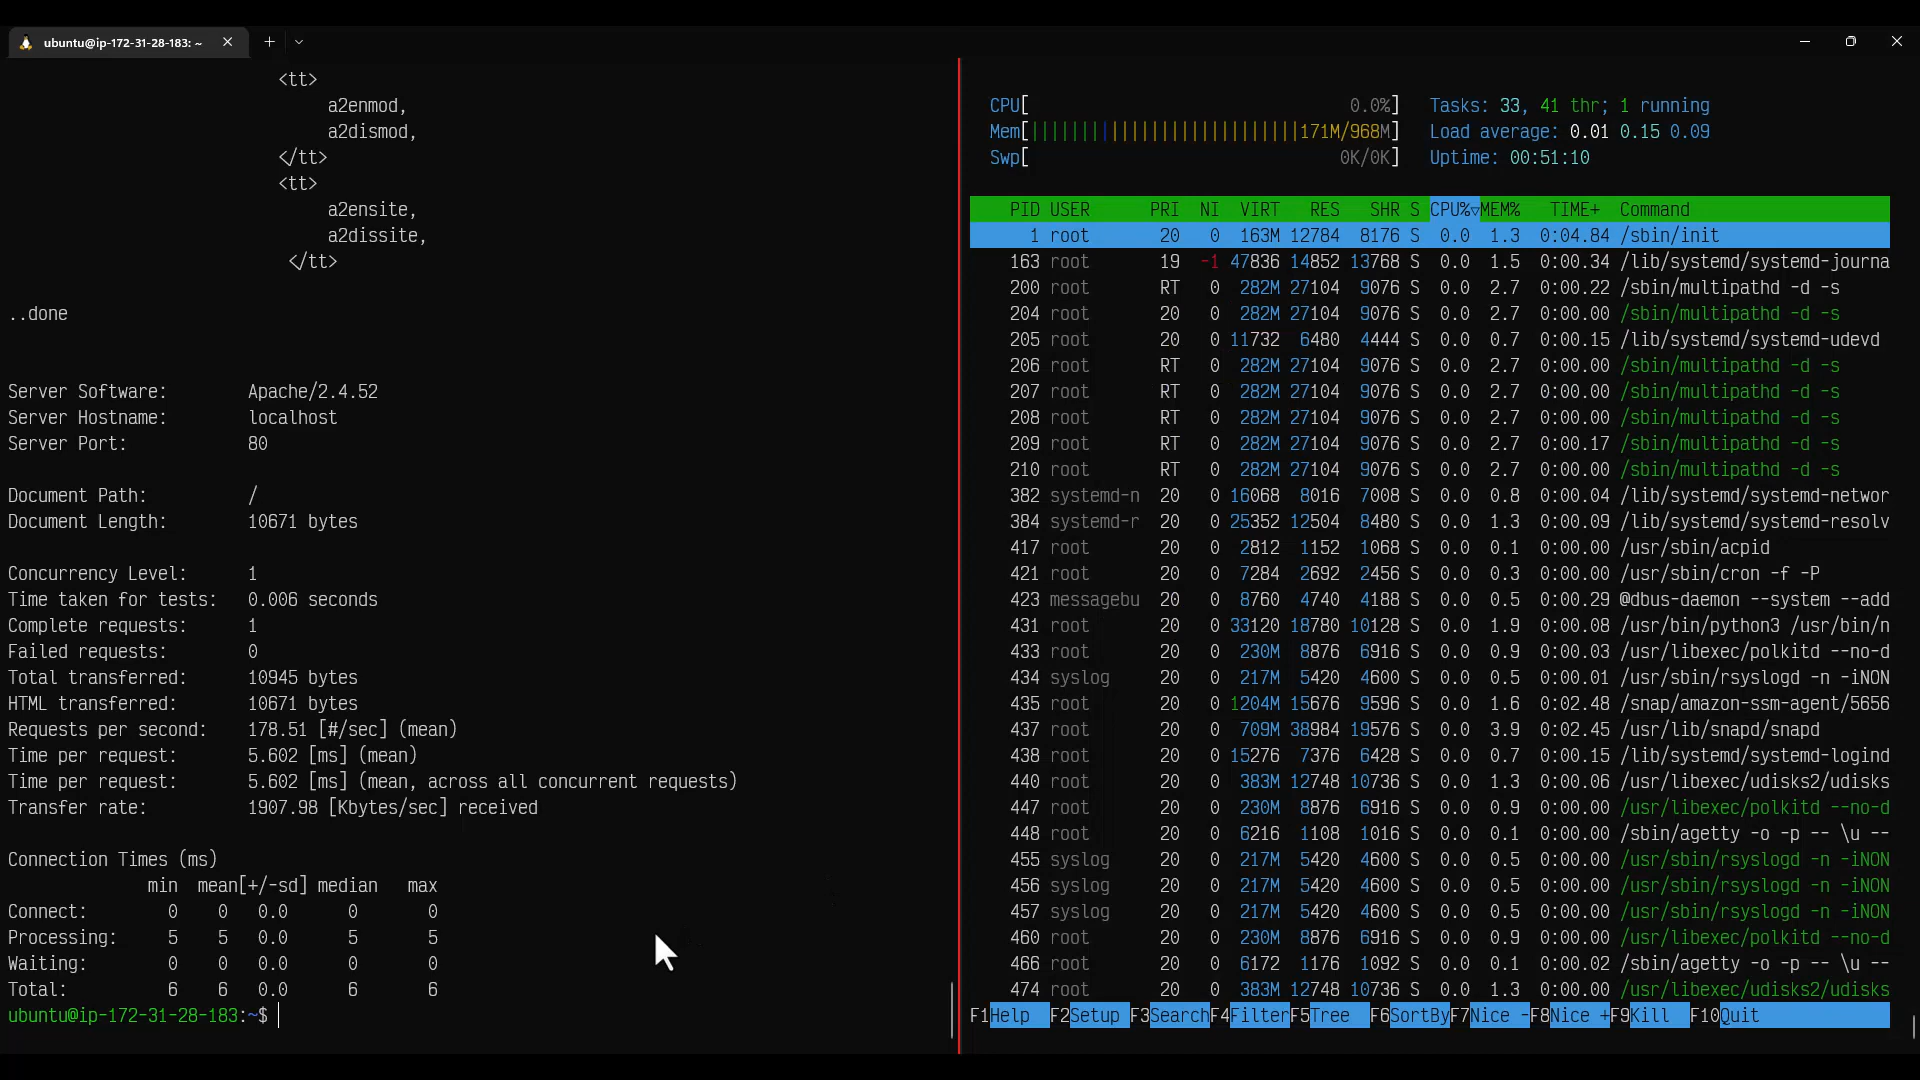 ubuntu@ip-172-31-28-183: ~
<tt>
a2enmod,
a2dismod,
</tt>
<tt>
a2ensite,
a2dissite,
</tt>
..done
Server Software: Apache/2.4.52
Server Hostname: localhost
Server Port: 80
Document Path: /
Document Length: 10671 bytes
Concurrency Level: 1
Time taken for tests: 0.006 seconds
Complete requests: 1
Failed requests: 0
Total transferred: 10945 bytes
HTML transferred: 10671 bytes
Requests per second: 178.51 [#/sec] (mean)
Time per request: 5.602 [ms] (mean)
Time per request: 5.602 [ms] (mean, across all concurrent requests)
Transfer rate: 1907.98 [Kbytes/sec] received
Connection Times (ms)
min mean[+/-sd] median max
Connect: 0 0 0.0 0 0
Processing: 5 5 0.0 5 5
Waiting: 0 0 0.0 0 0
Total: 6 6 0.0 6 6
ubuntu@ip-172-31-28-183:~$
CPU[ 0.0%] Tasks: 33, 41 thr; 1 running
Mem[||||||||||||||||||||||||||171M/968M] Load average: 0.01 0.15 0.09
Swp[ 0K/0K] Uptime: 00:51:10
PID USER PRI NI VIRT RES SHR S CPU%▽MEM% TIME+ Command
1 root 20 0 163M 12784 8176 S 0.0 1.3 0:04.84 /sbin/init
163 root 19 -1 47836 14852 13768 S 0.0 1.5 0:00.34 /lib/systemd/systemd-journa
200 root RT 0 282M 27104 9076 S 0.0 2.7 0:00.22 /sbin/multipathd -d -s
204 root 20 0 282M 27104 9076 S 0.0 2.7 0:00.00 /sbin/multipathd -d -s
205 root 20 0 11732 6480 4444 S 0.0 0.7 0:00.15 /lib/systemd/systemd-udevd
206 root RT 0 282M 27104 9076 S 0.0 2.7 0:00.00 /sbin/multipathd -d -s
207 root RT 0 282M 27104 9076 S 0.0 2.7 0:00.00 /sbin/multipathd -d -s
208 root RT 0 282M 27104 9076 S 0.0 2.7 0:00.00 /sbin/multipathd -d -s
209 root RT 0 282M 27104 9076 S 0.0 2.7 0:00.17 /sbin/multipathd -d -s
210 root RT 0 282M 27104 9076 S 0.0 2.7 0:00.00 /sbin/multipathd -d -s
382 systemd-n 20 0 16068 8016 7008 S 0.0 0.8 0:00.04 /lib/systemd/systemd-networ
384 systemd-r 20 0 25352 12504 8480 S 0.0 1.3 0:00.09 /lib/systemd/systemd-resolv
417 root 20 0 2812 1152 1068 S 0.0 0.1 0:00.00 /usr/sbin/acpid
421 root 20 0 7284 2692 2456 S 0.0 0.3 0:00.00 /usr/sbin/cron -f -P
423 messagebu 20 0 8760 4740 4188 S 0.0 0.5 0:00.29 @dbus-daemon --system --add
431 root 20 0 33120 18780 10128 S 0.0 1.9 0:00.08 /usr/bin/python3 /usr/bin/n
433 root 20 0 230M 8876 6916 S 0.0 0.9 0:00.03 /usr/libexec/polkitd --no-d
434 syslog 20 0 217M 5420 4600 S 0.0 0.5 0:00.01 /usr/sbin/rsyslogd -n -iNON
435 root 20 0 1204M 15676 9596 S 0.0 1.6 0:02.48 /snap/amazon-ssm-agent/5656
437 root 20 0 709M 38984 19576 S 0.0 3.9 0:02.45 /usr/lib/snapd/snapd
438 root 20 0 15276 7376 6428 S 0.0 0.7 0:00.15 /lib/systemd/systemd-logind
440 root 20 0 383M 12748 10736 S 0.0 1.3 0:00.06 /usr/libexec/udisks2/udisks
447 root 20 0 230M 8876 6916 S 0.0 0.9 0:00.00 /usr/libexec/polkitd --no-d
448 root 20 0 6216 1108 1016 S 0.0 0.1 0:00.00 /sbin/agetty -o -p -- \u --
455 syslog 20 0 217M 5420 4600 S 0.0 0.5 0:00.00 /usr/sbin/rsyslogd -n -iNON
456 syslog 20 0 217M 5420 4600 S 0.0 0.5 0:00.00 /usr/sbin/rsyslogd -n -iNON
457 syslog 20 0 217M 5420 4600 S 0.0 0.5 0:00.00 /usr/sbin/rsyslogd -n -iNON
460 root 20 0 230M 8876 6916 S 0.0 0.9 0:00.00 /usr/libexec/polkitd --no-d
466 root 20 0 6172 1176 1092 S 0.0 0.1 0:00.02 /sbin/agetty -o -p -- \u --
474 root 20 0 383M 12748 10736 S 0.0 1.3 0:00.00 /usr/libexec/udisks2/udisks
F1Help F2Setup F3SearchF4FilterF5Tree F6SortByF7Nice -F8Nice +F9Kill F10Quit